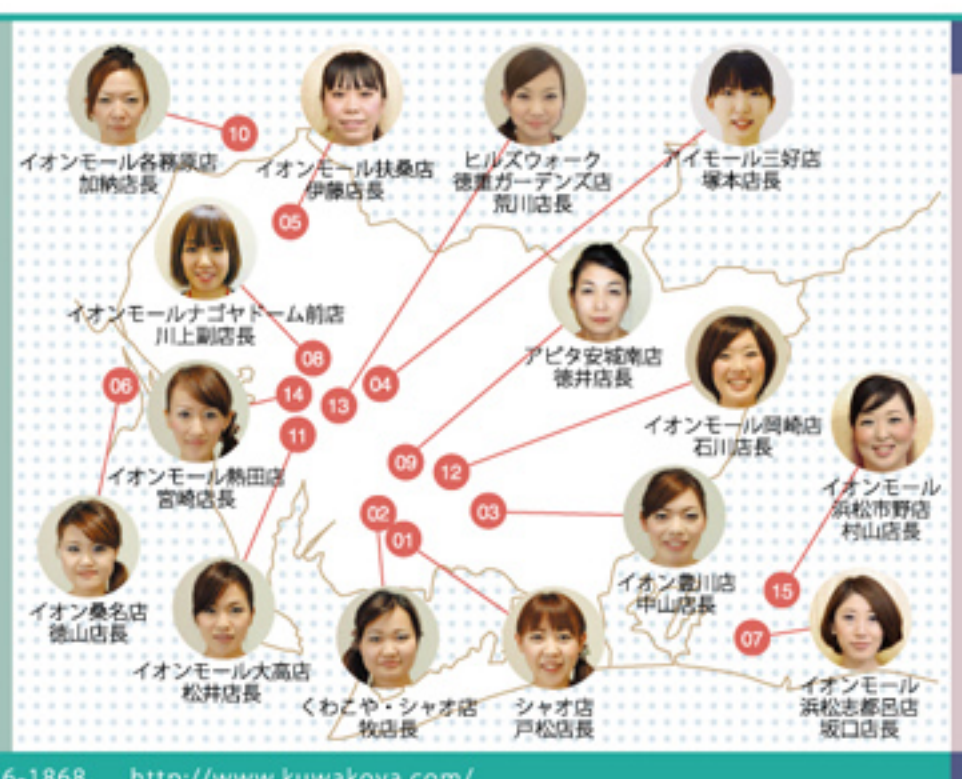 10
イオンモール各務原店
加納店長
イオンモール扶桑店
伊藤店長
05
ヒルズウォーク
徳重ガーデンズ店
荒川店長
アイモール三好店
塚本店長
イオンモールナゴヤドーム前店
川上副店長
08
アピタ安城南店
徳井店長
06
14
13
04
11
イオンモール岡崎店
石川店長
イオンモール熱田店
宮崎店長
09
12
イオンモール
浜松市野店
村山店長
02
01
03
イオン桑名店
徳山店長
イオン豊川店
中山店長
15
07
イオンモール大高店
松井店長
くわこや・シャオ店
牧店長
シャオ店
戸松店長
イオンモール
浜松志都呂店
坂口店長
6-1868 http://www.kuwakoya.com/